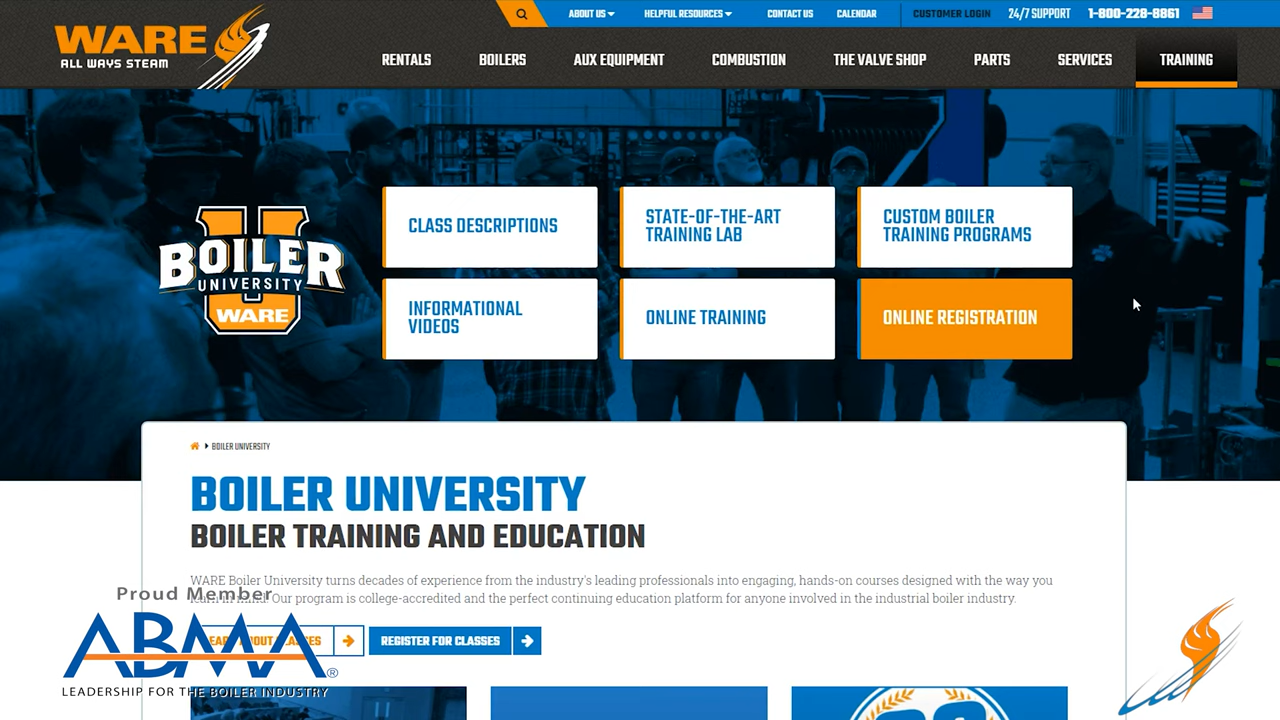 WARE
ALL WAYS STEAM
ABOUT US
HELPFUL RESOURCES
CONTACT US
CALENDAR
CUSTOMER LOGIN
24/7 SUPPORT
1-800-228-8861
RENTALS
BOILERS
AUX EQUIPMENT
COMBUSTION
THE VALVE SHOP
PARTS
SERVICES
TRAINING
BOILER
UNIVERSITY
WARE
CLASS DESCRIPTIONS
STATE-OF-THE-ART
TRAINING LAB
CUSTOM BOILER
TRAINING PROGRAMS
INFORMATIONAL
VIDEOS
ONLINE TRAINING
ONLINE REGISTRATION
BOILER UNIVERSITY
BOILER UNIVERSITY
BOILER TRAINING AND EDUCATION
WARE Boiler University turns decades of experience from the industry's leading professionals into engaging, hands-on courses designed with the way you
learn in mind! Our program is college-accredited and the perfect continuing education platform for anyone involved in the industrial boiler industry.
Proud Member
LEARN ABOUT CLASSES
REGISTER FOR CLASSES
ABMA®
LEADERSHIP FOR THE BOILER INDUSTRY